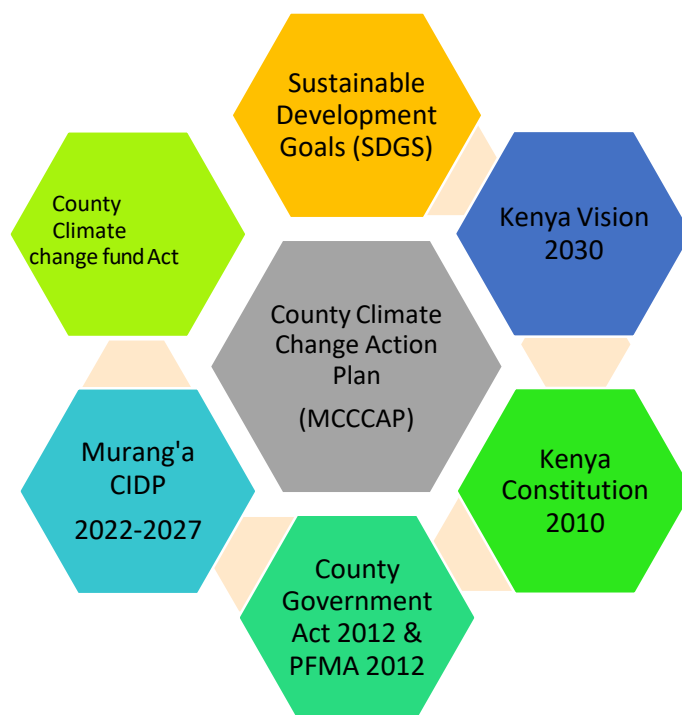 Sustainable
Development
Goals (SDGS)
Kenya Vision
2030
Kenya
Constitution
2010
County
Government
Act 2012 &
PFMA 2012
Murang'a
CIDP
2022-2027
County
Climate
change fund Act
County Climate
Change Action
Plan
(MCCCAP)